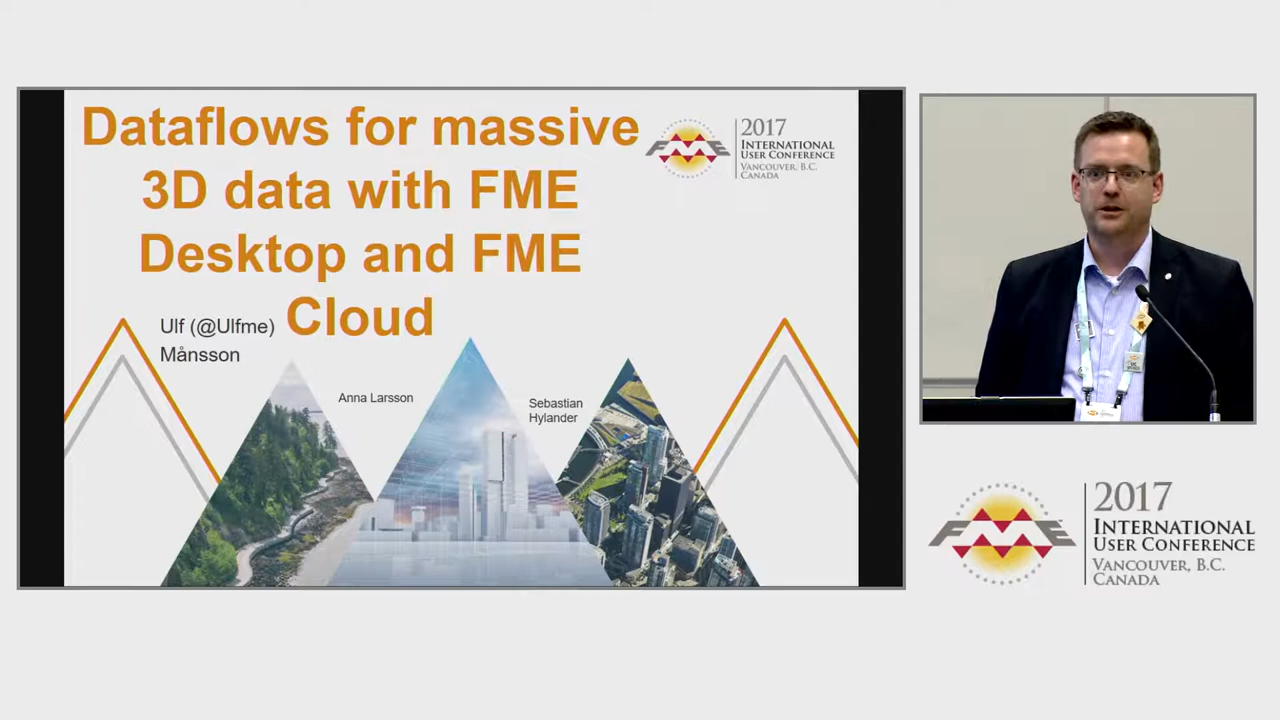 Dataflows for massive
3D data with FME
Desktop and FME
Cloud
Ulf (@Ulfme)
Månsson
Anna Larsson
Sebastian
Hylander
FME
2017
INTERNATIONAL
USER CONFERENCE
VANCOUVER, B.C.
CANADA
FME
2017
INTERNATIONAL
USER CONFERENCE
VANCOUVER, B.C.
CANADA